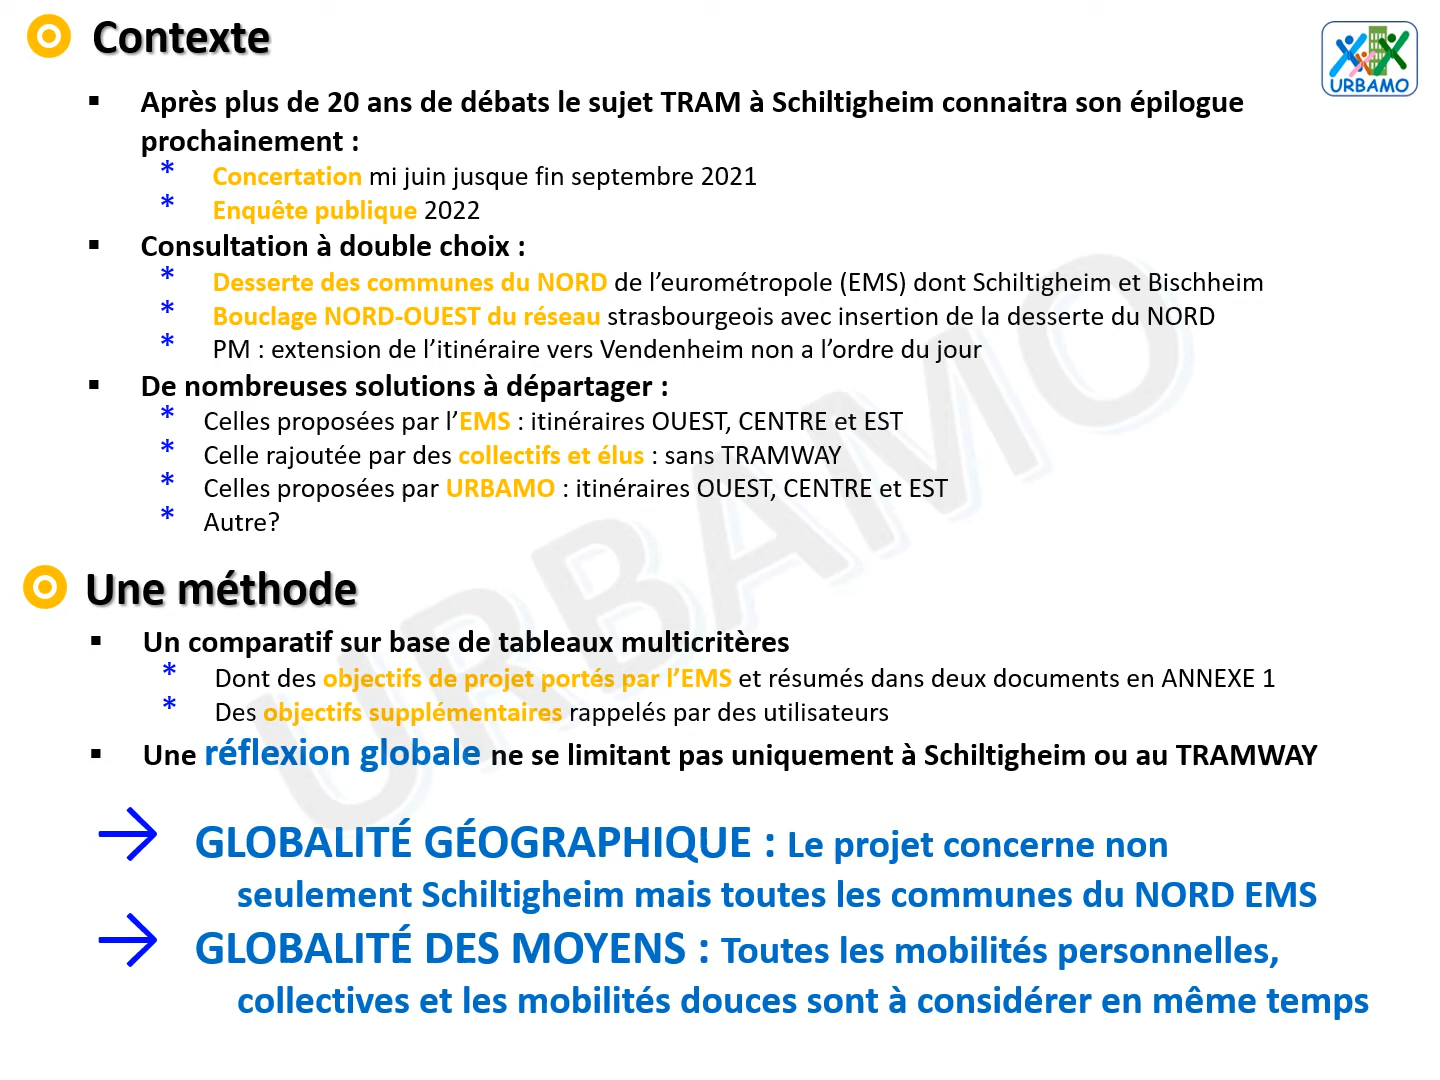 Contexte
URBAMO
▪ Après plus de 20 ans de débats le sujet TRAM à Schiltigheim connaitra son épilogue
prochainement :
* Concertation mi juin jusque fin septembre 2021
* Enquête publique 2022
▪ Consultation à double choix :
* Desserte des communes du NORD de l’eurométropole (EMS) dont Schiltigheim et Bischheim
* Bouclage NORD-OUEST du réseau strasbourgeois avec insertion de la desserte du NORD
* PM : extension de l’itinéraire vers Vendenheim non a l’ordre du jour
▪ De nombreuses solutions à départager :
* Celles proposées par l’EMS : itinéraires OUEST, CENTRE et EST
* Celle rajoutée par des collectifs et élus : sans TRAMWAY
* Celles proposées par URBAMO : itinéraires OUEST, CENTRE et EST
* Autre?
URBAMO
Une méthode
▪ Un comparatif sur base de tableaux multicritères
* Dont des objectifs de projet portés par l’EMS et résumés dans deux documents en ANNEXE 1
* Des objectifs supplémentaires rappelés par des utilisateurs
▪ Une réflexion globale ne se limitant pas uniquement à Schiltigheim ou au TRAMWAY
→ GLOBALITÉ GÉOGRAPHIQUE : Le projet concerne non
seulement Schiltigheim mais toutes les communes du NORD EMS
→ GLOBALITÉ DES MOYENS : Toutes les mobilités personnelles,
collectives et les mobilités douces sont à considérer en même temps